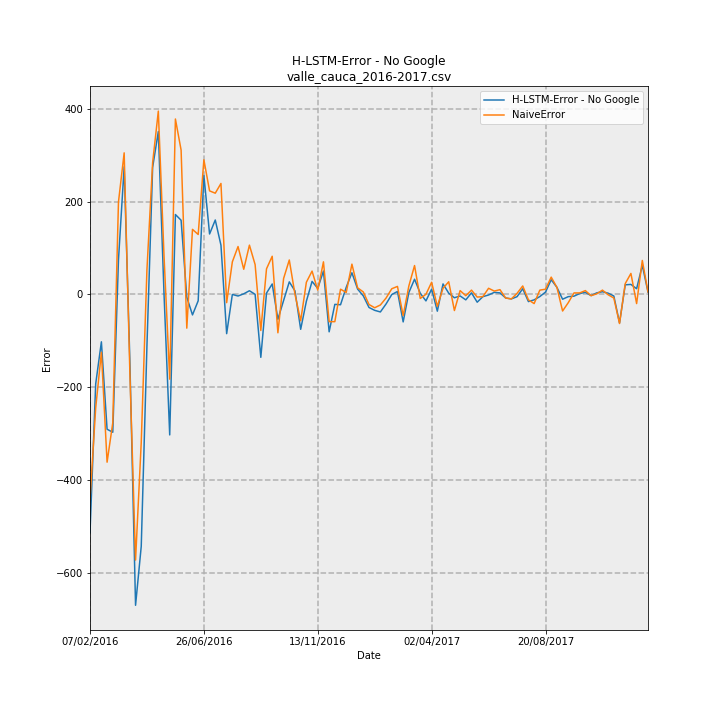 H-LSTM-Error - No Google
valle_cauca_2016-2017.csv
H-LSTM-Error - No Google
NaiveError
400
200
0
−200
−400
−600
Error
07/02/2016
26/06/2016
13/11/2016
02/04/2017
20/08/2017
Date